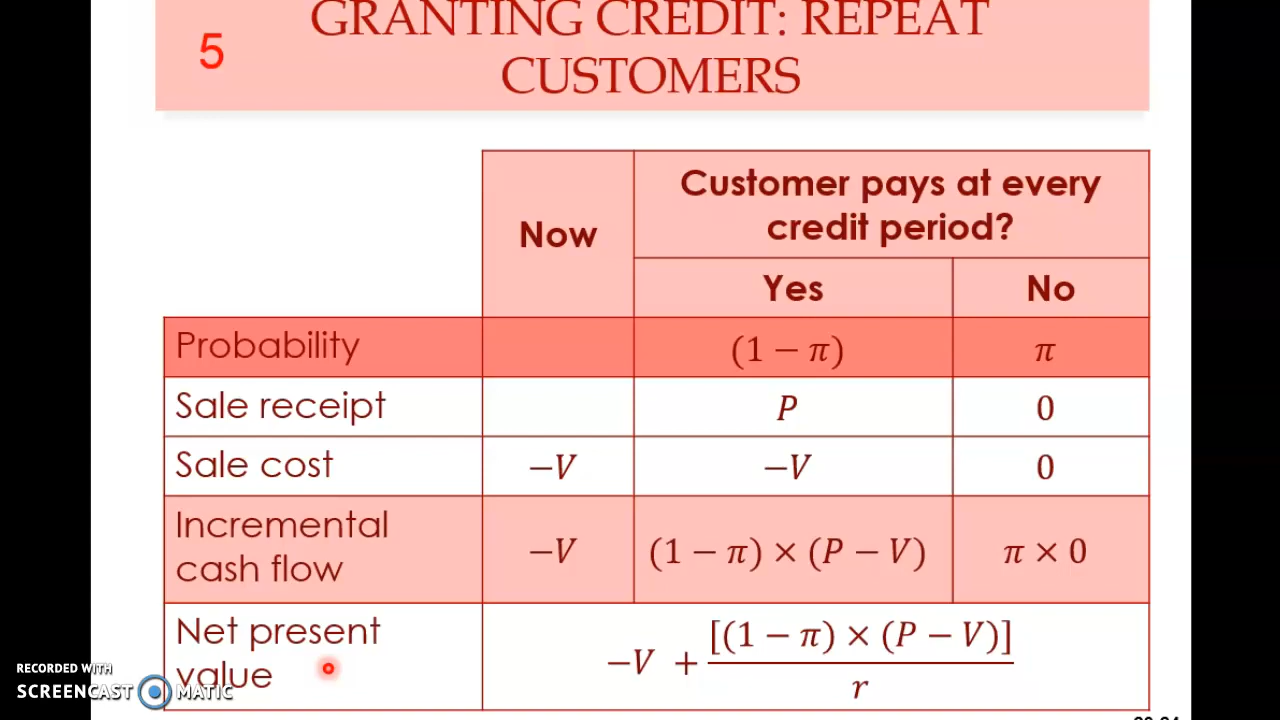 GRANTING CREDIT: REPEAT
5
CUSTOMERS
Now
Customer pays at every
credit period?
Yes
No
Probability
(1 − π)
π
Sale receipt
P
0
Sale cost
−V
−V
0
Incremental
cash flow
−V
(1 − π) × (P − V)
π × 0
Net present
value
−V + [(1 − π) × (P − V)]
r
RECORDED WITH
SCREENCAST MATIC